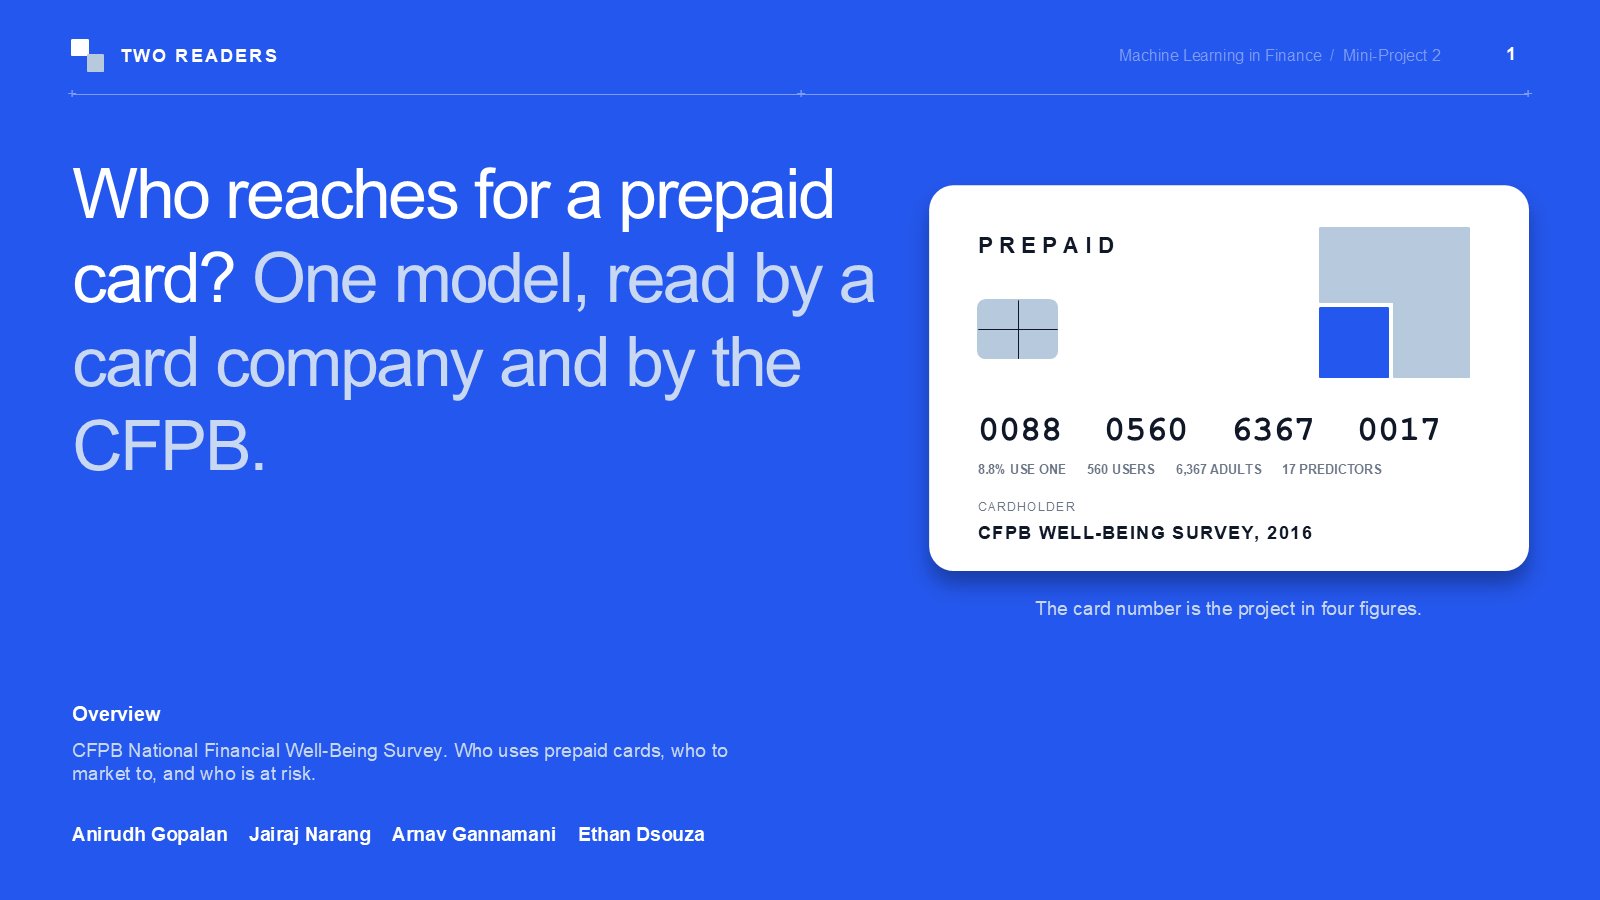 TWO READERS
Machine Learning in Finance / Mini-Project 2
1
Who reaches for a prepaid
card? One model, read by a
card company and by the
CFPB.
PREPAID
0088 0560 6367 0017
8.8% USE ONE 560 USERS 6,367 ADULTS 17 PREDICTORS
CARDHOLDER
CFPB WELL-BEING SURVEY, 2016
The card number is the project in four figures.
Overview
CFPB National Financial Well-Being Survey. Who uses prepaid cards, who to
market to, and who is at risk.
Anirudh Gopalan Jairaj Narang Arnav Gannamani Ethan Dsouza